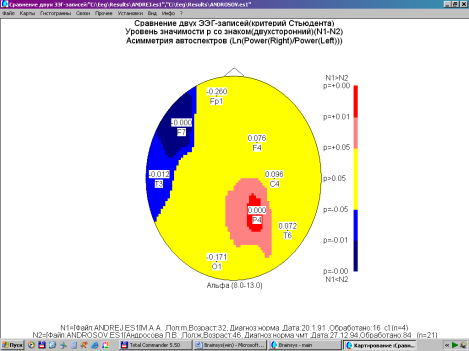 Сравнение двух ЭЭГ-записей"C:\Eeg\Results\ANDREJ.es1","C:\Eeg\Results\ANDROSOV.es1"
Файл Карты Гистограммы Связи Прочее Установки Вид Инфо ?
Сравнение двух ЭЭГ-записей(критерий Стьюдента)
Уровень значимости p со знаком(двухсторонний)(N1-N2)
Асимметрия автоспектров (Ln(Power(Right)/Power(Left)))
N1>N2
-0.260
Fp1
p=+0.00
-0.000
F7
p=+0.01
0.076
F4
p=+0.05
-0.012
T3
0.096
C4
p>0.05
0.000
P4
p=-0.05
0.072
T6
p=-0.01
-0.171
O1
p=-0.00
N1<N2
Альфа (8.0-13.0)
N1=[Файл ANDREJ.ES1[М.А.А. ,Пол:m,Возраст:32, Диагноз:норма ,Дата:20.1.91 ,Обработано:16 с](n=4)
N2=[Файл ANDROSOV.ES1[Андросова Л.В. ,Пол:ж,Возраст:46, Диагноз:норма чмт ,Дата:27.12.94,Обработано:84 (n=21)
Пуск
Total Commander 5.50
Brainsys(win) - Microsoft...
Brainsys - main
Картирование (Сравн...